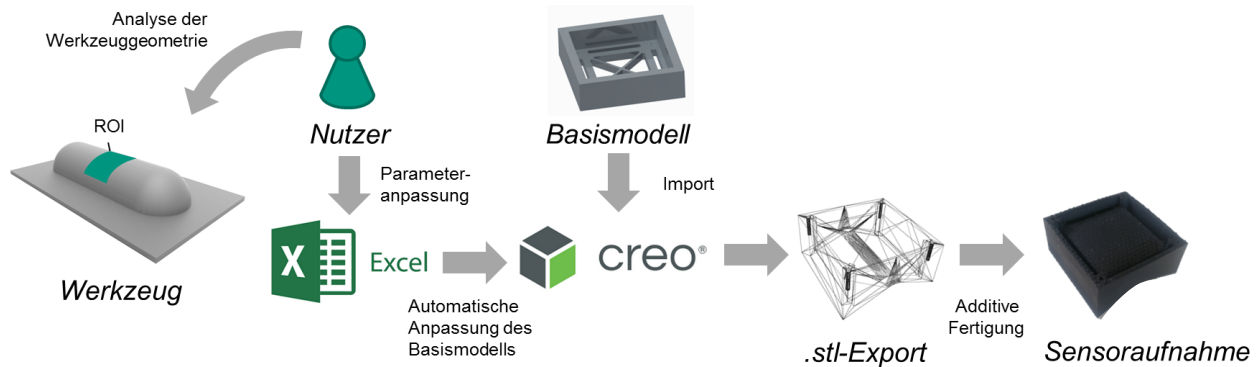 Analyse der
Werkzeuggeometrie
ROI
Werkzeug
Nutzer
Parameter-
anpassung
Basismodell
Import
X
Excel
Automatische
Anpassung des
Basismodells
creo®
.stl-Export
Additive
Fertigung
Sensoraufnahme